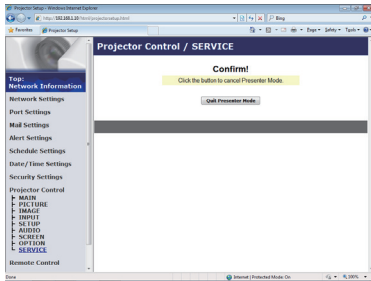 Projector Setup - Windows Internet Explorer
http://192.168.1.20/html/projectorsetup.html
Bing
Favorites
Projector Setup
Page
Safety
Tools
Top:
Network Information
Network Settings
Port Settings
Mail Settings
Alert Settings
Schedule Settings
Date/Time Settings
Security Settings
Projector Control
MAIN
PICTURE
IMAGE
INPUT
SETUP
AUDIO
SCREEN
OPTION
SERVICE
Remote Control
Projector Control / SERVICE
Confirm!
Click the button to cancel Presenter Mode.
Quit Presenter Mode
Done
Internet | Protected Mode: On
100%